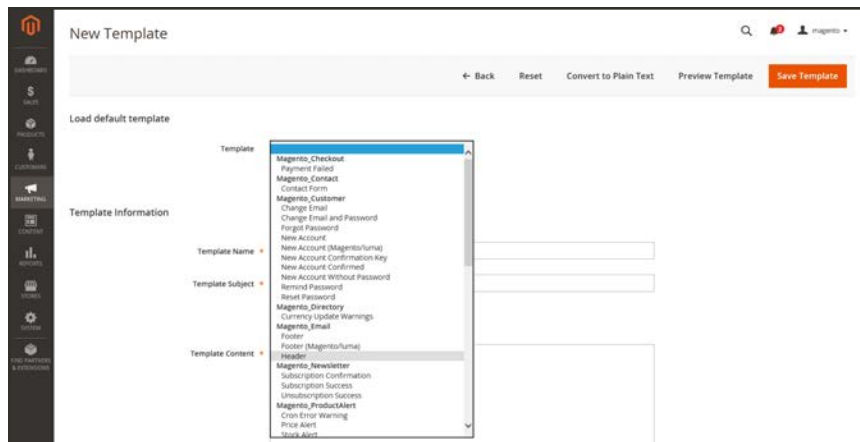 New Template
2
magento
← Back Reset Convert to Plain Text Preview Template Save Template
DASHBOARD
SALES
PRODUCTS
CUSTOMERS
MARKETING
CONTENT
REPORTS
STORES
SYSTEM
FIND PARTNERS
& EXTENSIONS
Load default template
Template
Magento_Checkout
Payment Failed
Magento_Contact
Contact Form
Magento_Customer
Change Email
Change Email and Password
Forgot Password
New Account
New Account (Magento/luma)
New Account Confirmation Key
New Account Confirmed
New Account Without Password
Remind Password
Reset Password
Magento_Directory
Currency Update Warnings
Magento_Email
Footer
Footer (Magento/luma)
Header
Magento_Newsletter
Subscription Confirmation
Subscription Success
Unsubscription Success
Magento_ProductAlert
Cron Error Warning
Price Alert
Stock Alert
Template Information
Template Name *
Template Subject *
Template Content *